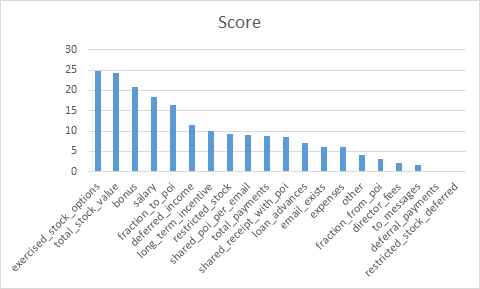 Score
30
25
20
15
10
5
0
exercised_stock_options
total_stock_value
bonus
salary
fraction_to_poi
deferred_income
long_term_incentive
restricted_stock
shared_poi_per_email
total_payments
shared_receipt_with_poi
loan_advances
email_exists
expenses
other
fraction_from_poi
director_fees
to_messages
deferral_payments
restricted_stock_deferred